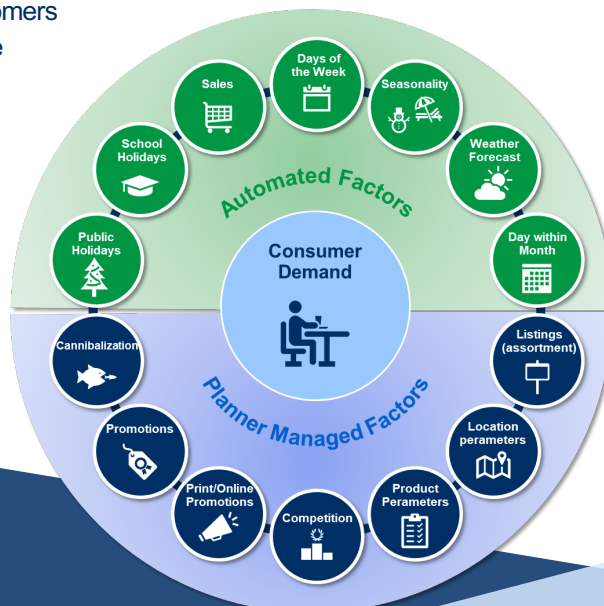 omers
e
Days of
the Week
Sales
Seasonality
School
Holidays
Weather
Forecast
Automated Factors
Public
Holidays
Day within
Month
Consumer
Demand
Cannibalization
Listings
(assortment)
Planner Managed Factors
Promotions
Location
perameters
Print/Online
Promotions
Product
Perameters
Competition